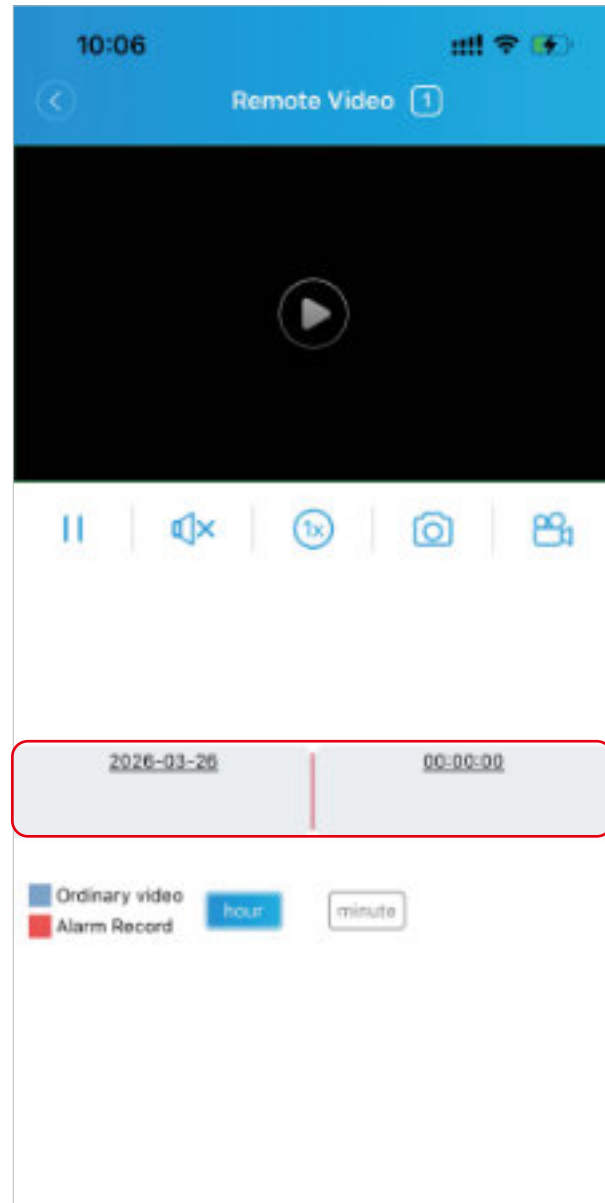 10:06
Remote Video 1
1x
2026-03-26 00:00:00
Ordinary video
hour
minute
Alarm Record